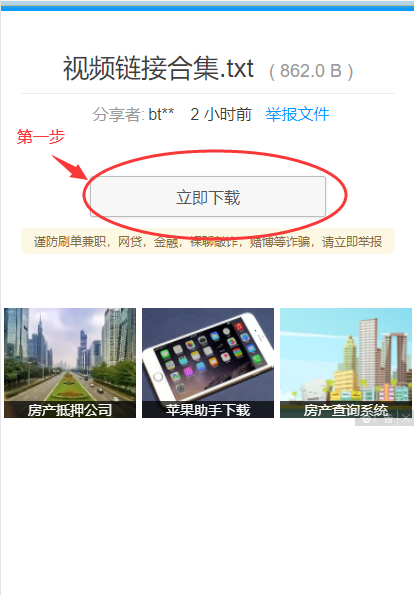 视频链接合集.txt ( 862.0 B )
分享者: bt** 2 小时前 举报文件
第一步
立即下载
谨防刷单兼职，网贷，金融，裸聊敲诈，赌博等诈骗，请立即举报
房产抵押公司 苹果助手下载 房产查询系统
广告